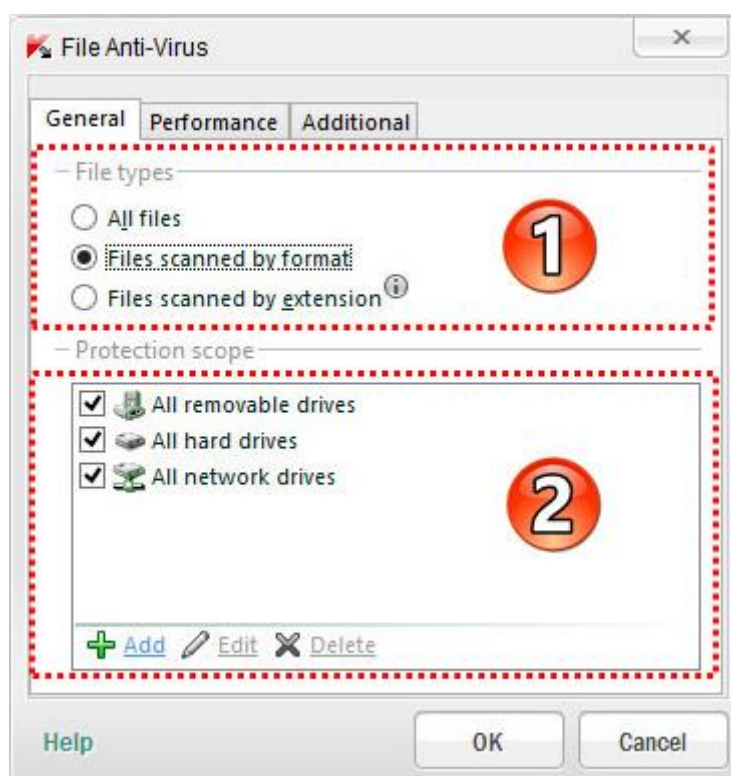 File Anti-Virus
General Performance Additional
File types
All files
Files scanned by format
Files scanned by extension
1
Protection scope
All removable drives
All hard drives
All network drives
2
Add Edit Delete
Help OK Cancel